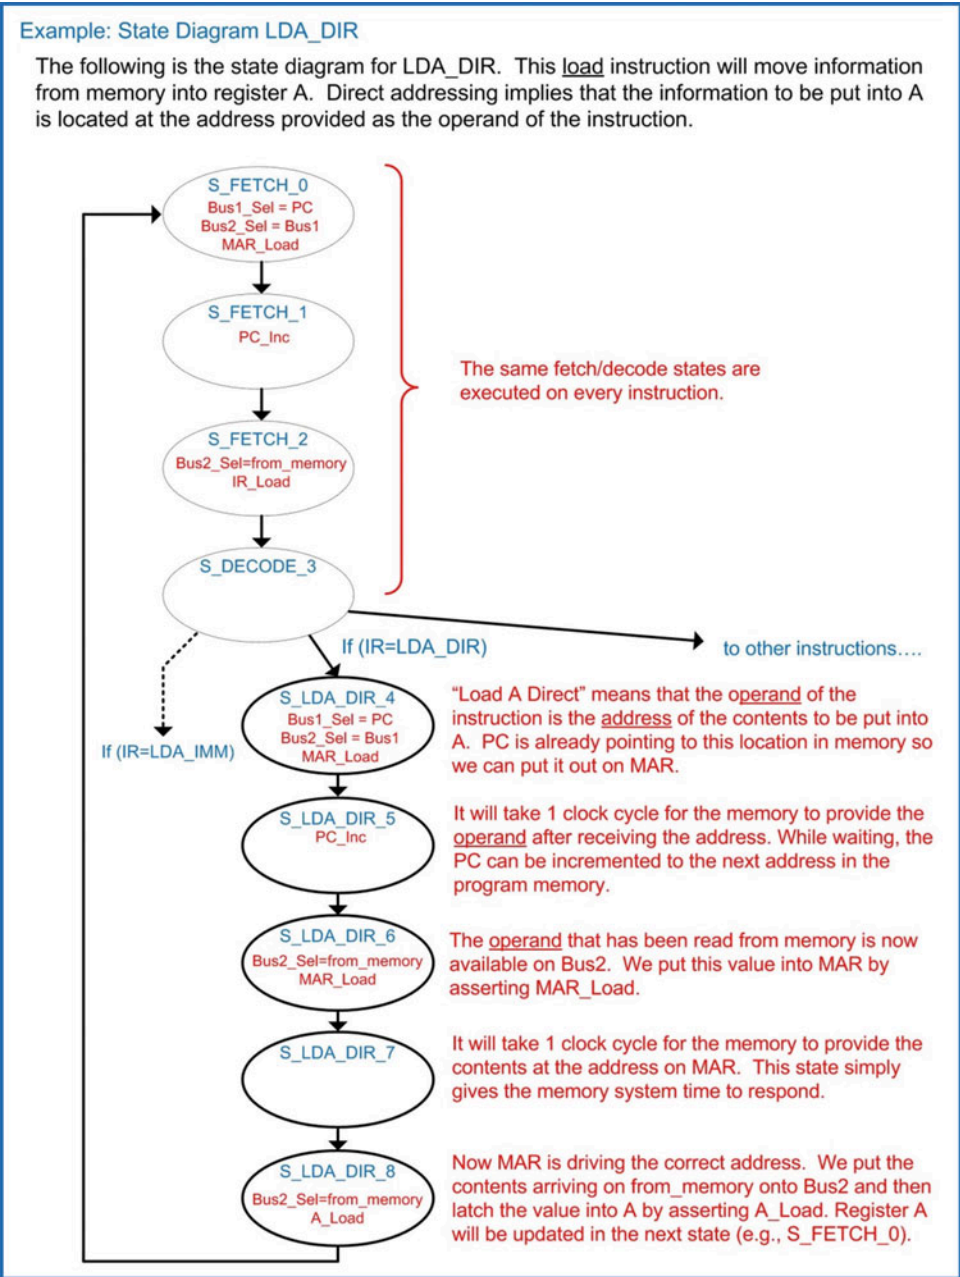 Example: State Diagram LDA_DIR
The following is the state diagram for LDA_DIR. This load instruction will move information
from memory into register A. Direct addressing implies that the information to be put into A
is located at the address provided as the operand of the instruction.
S_FETCH_0
Bus1_Sel = PC
Bus2_Sel = Bus1
MAR_Load
S_FETCH_1
PC_Inc
The same fetch/decode states are
executed on every instruction.
S_FETCH_2
Bus2_Sel=from_memory
IR_Load
S_DECODE_3
If (IR=LDA_DIR)
to other instructions....
If (IR=LDA_IMM)
S_LDA_DIR_4
Bus1_Sel = PC
Bus2_Sel = Bus1
MAR_Load
“Load A Direct” means that the operand of the
instruction is the address of the contents to be put into
A. PC is already pointing to this location in memory so
we can put it out on MAR.
S_LDA_DIR_5
PC_Inc
It will take 1 clock cycle for the memory to provide the
operand after receiving the address. While waiting, the
PC can be incremented to the next address in the
program memory.
S_LDA_DIR_6
Bus2_Sel=from_memory
MAR_Load
The operand that has been read from memory is now
available on Bus2. We put this value into MAR by
asserting MAR_Load.
S_LDA_DIR_7
It will take 1 clock cycle for the memory to provide the
contents at the address on MAR. This state simply
gives the memory system time to respond.
S_LDA_DIR_8
Bus2_Sel=from_memory
A_Load
Now MAR is driving the correct address. We put the
contents arriving on from_memory onto Bus2 and then
latch the value into A by asserting A_Load. Register A
will be updated in the next state (e.g., S_FETCH_0).